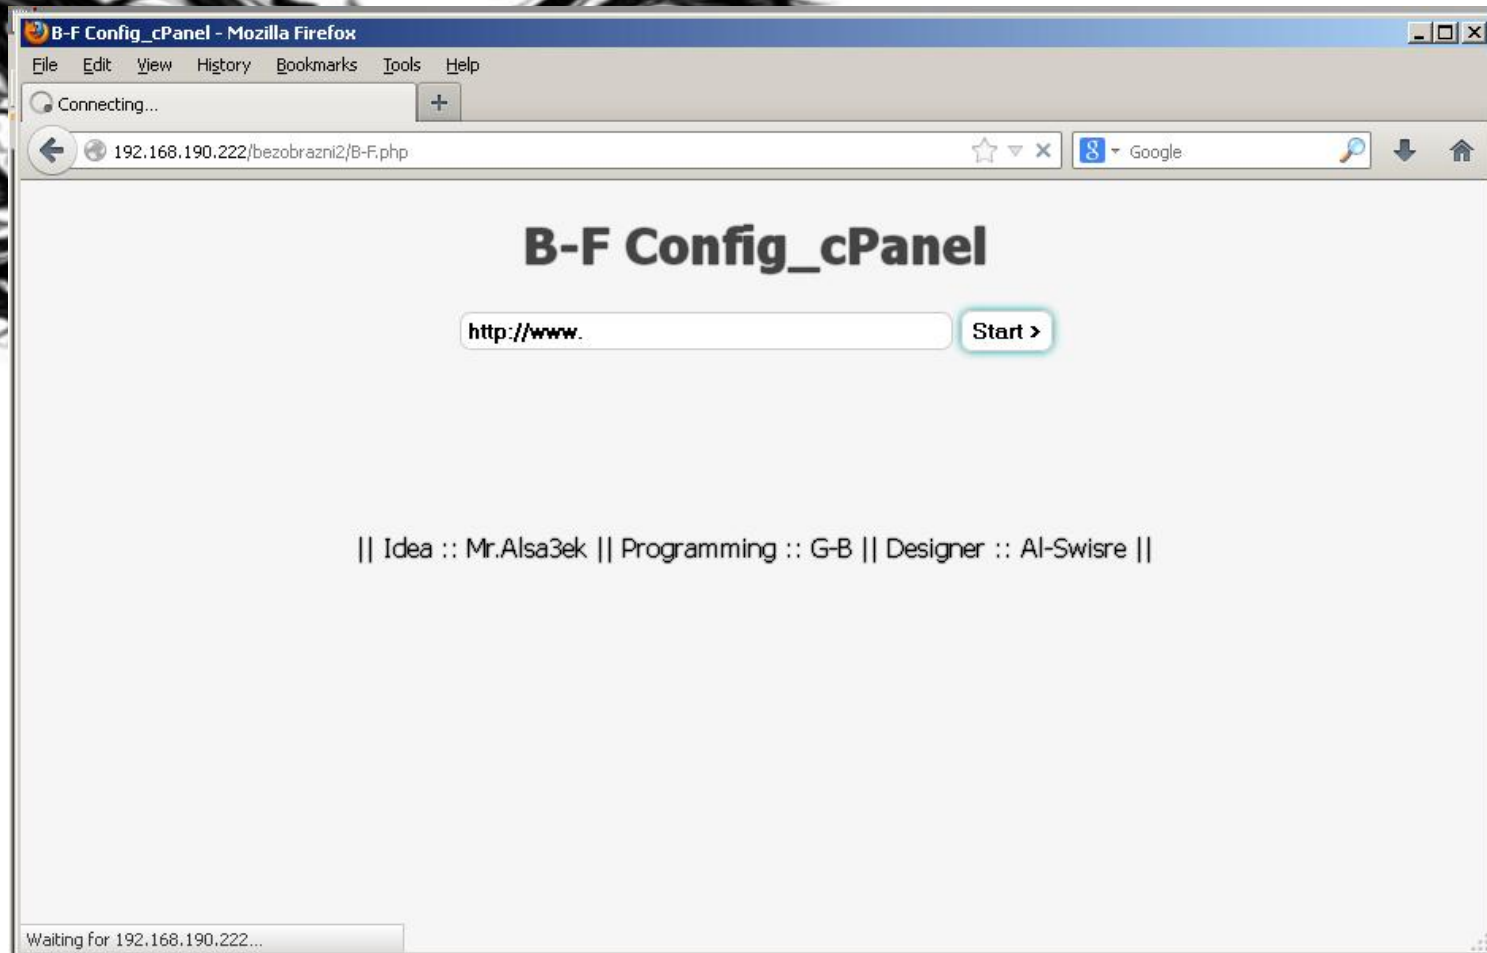 B-F Config_cPanel - Mozilla Firefox
File Edit View History Bookmarks Tools Help
Connecting...
192.168.190.222/bezobrazni2/B-F.php
Google
B-F Config_cPanel
http://www.
Start >
|| Idea :: Mr.Alsa3ek || Programming :: G-B || Designer :: Al-Swisre ||
Waiting for 192.168.190.222...